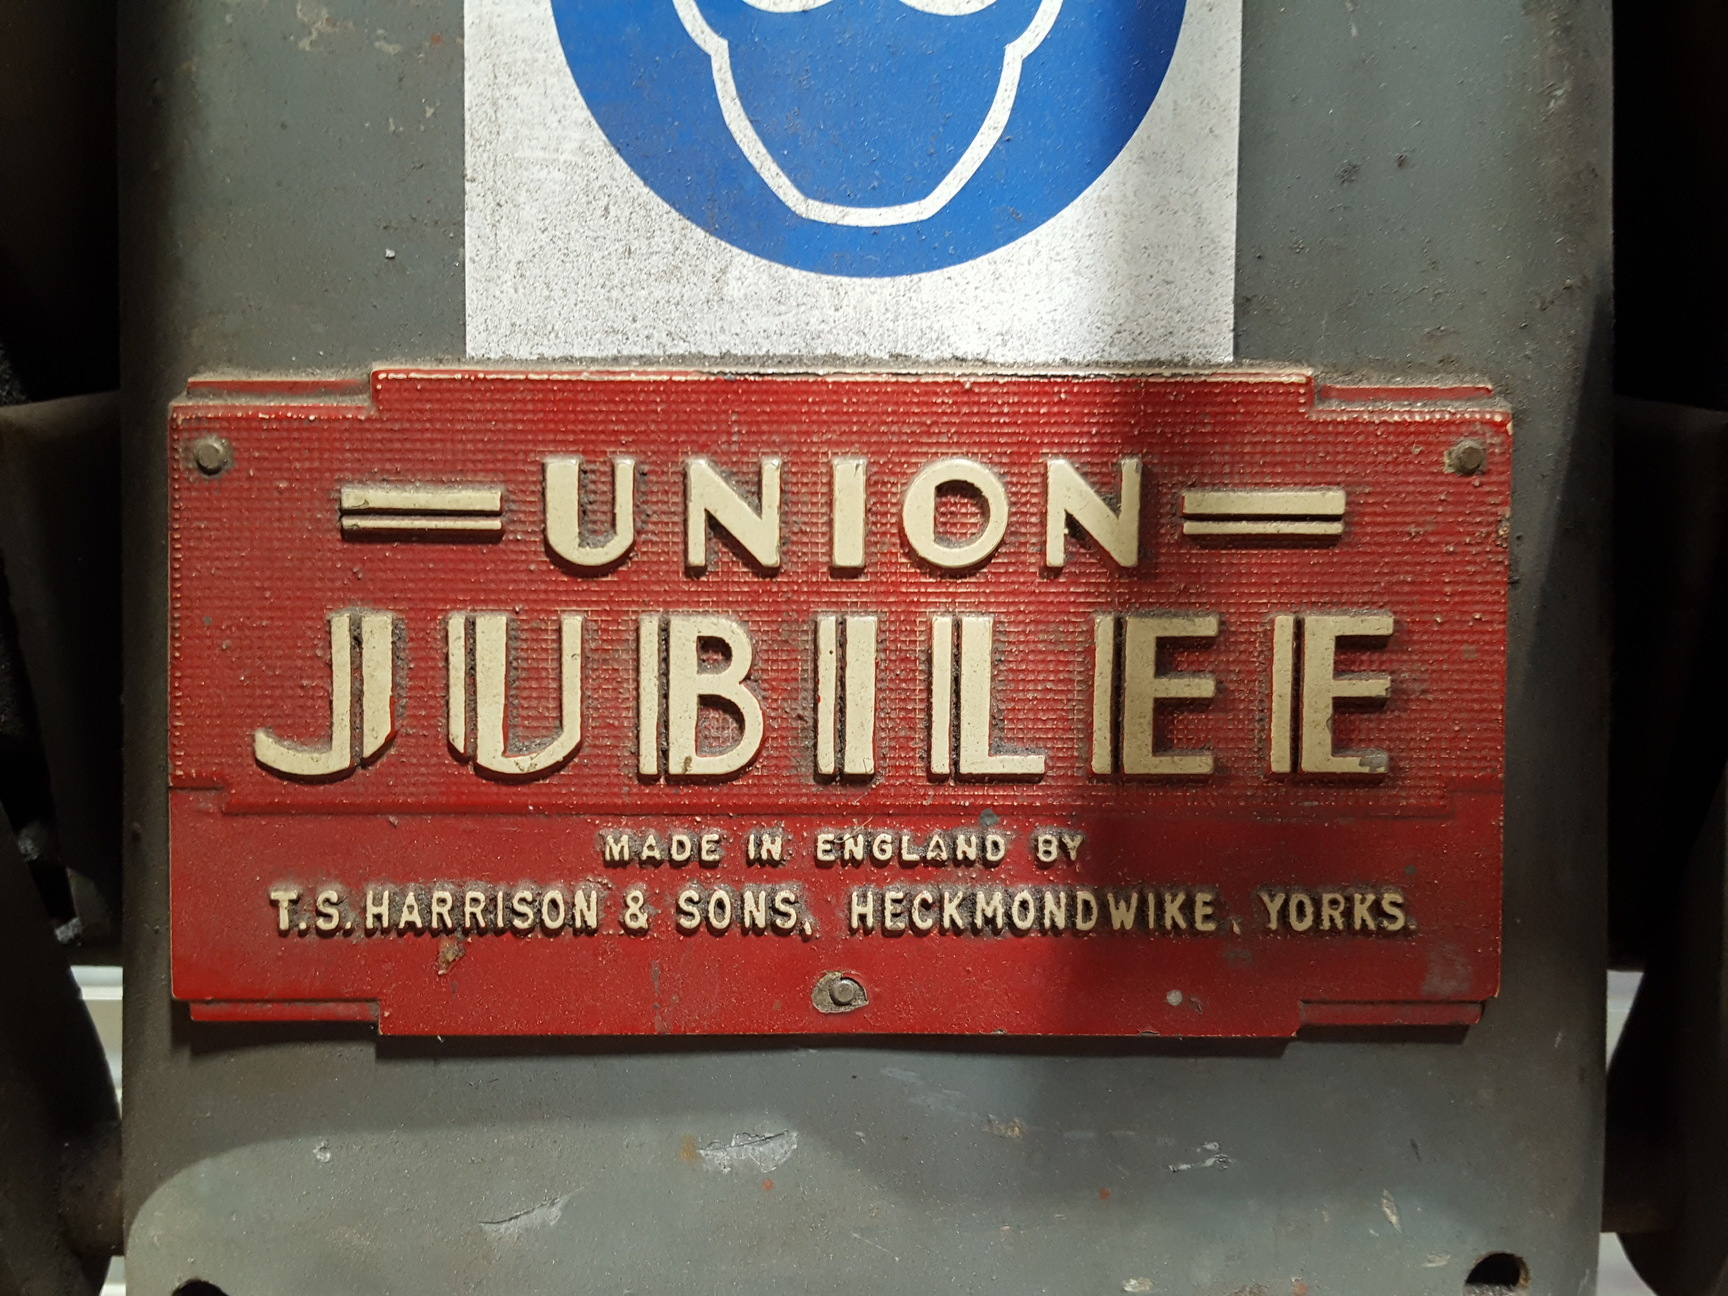 UNION
JUBILEE
MADE IN ENGLAND BY
T.S. HARRISON & SONS, HECKMONDWIKE, YORKS.